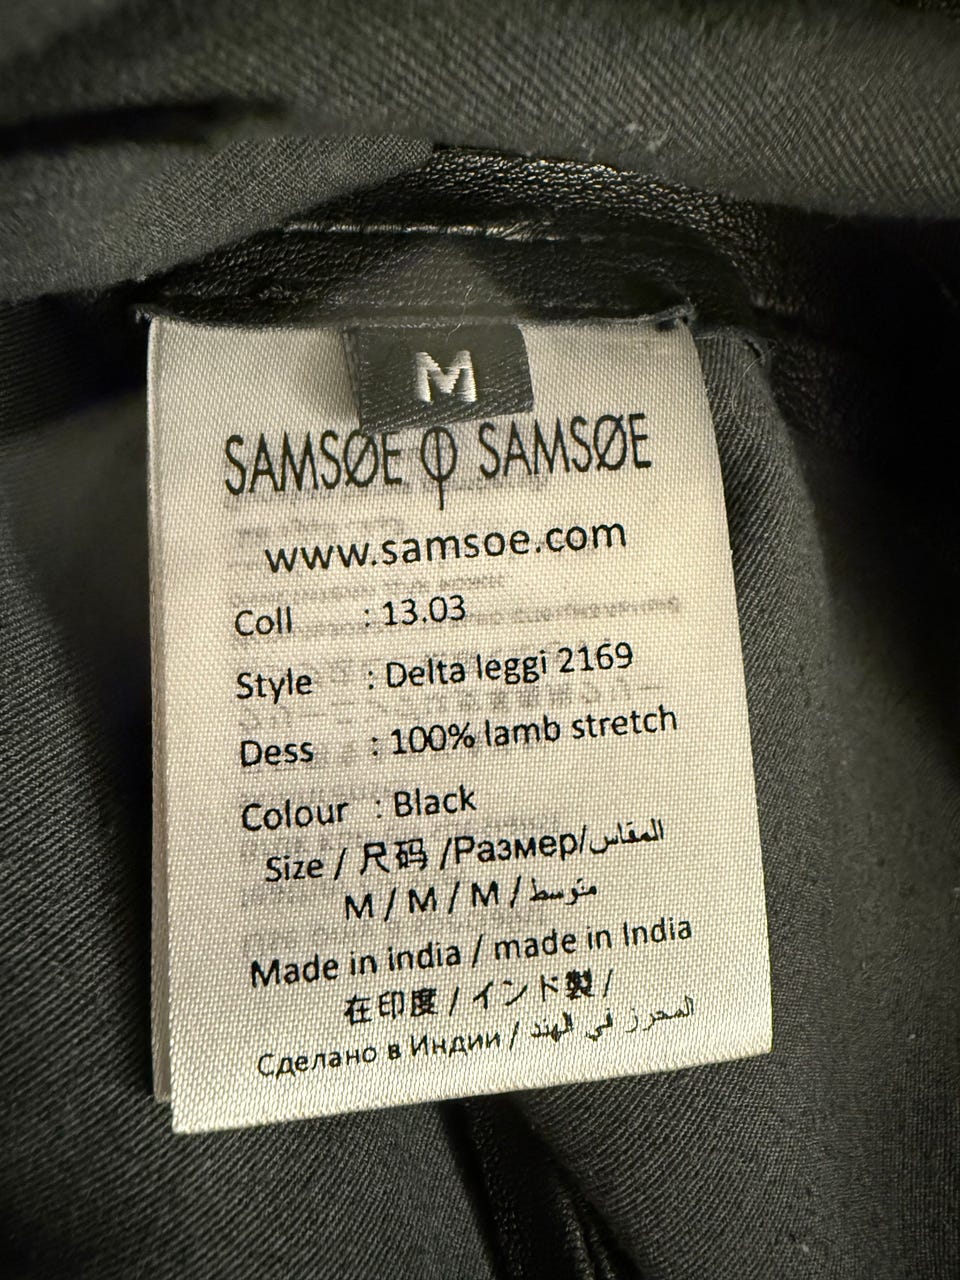 M
SAMSØE Φ SAMSØE
www.samsoe.com
Coll : 13.03
Style : Delta leggi 2169
Dess : 100% lamb stretch
Colour : Black
Size / 尺码 /Размер/المقاس
M / M / M / متوسط
Made in india / made in India
在印度 / インド製 /
Сделано в Индии / المحرز في الهند